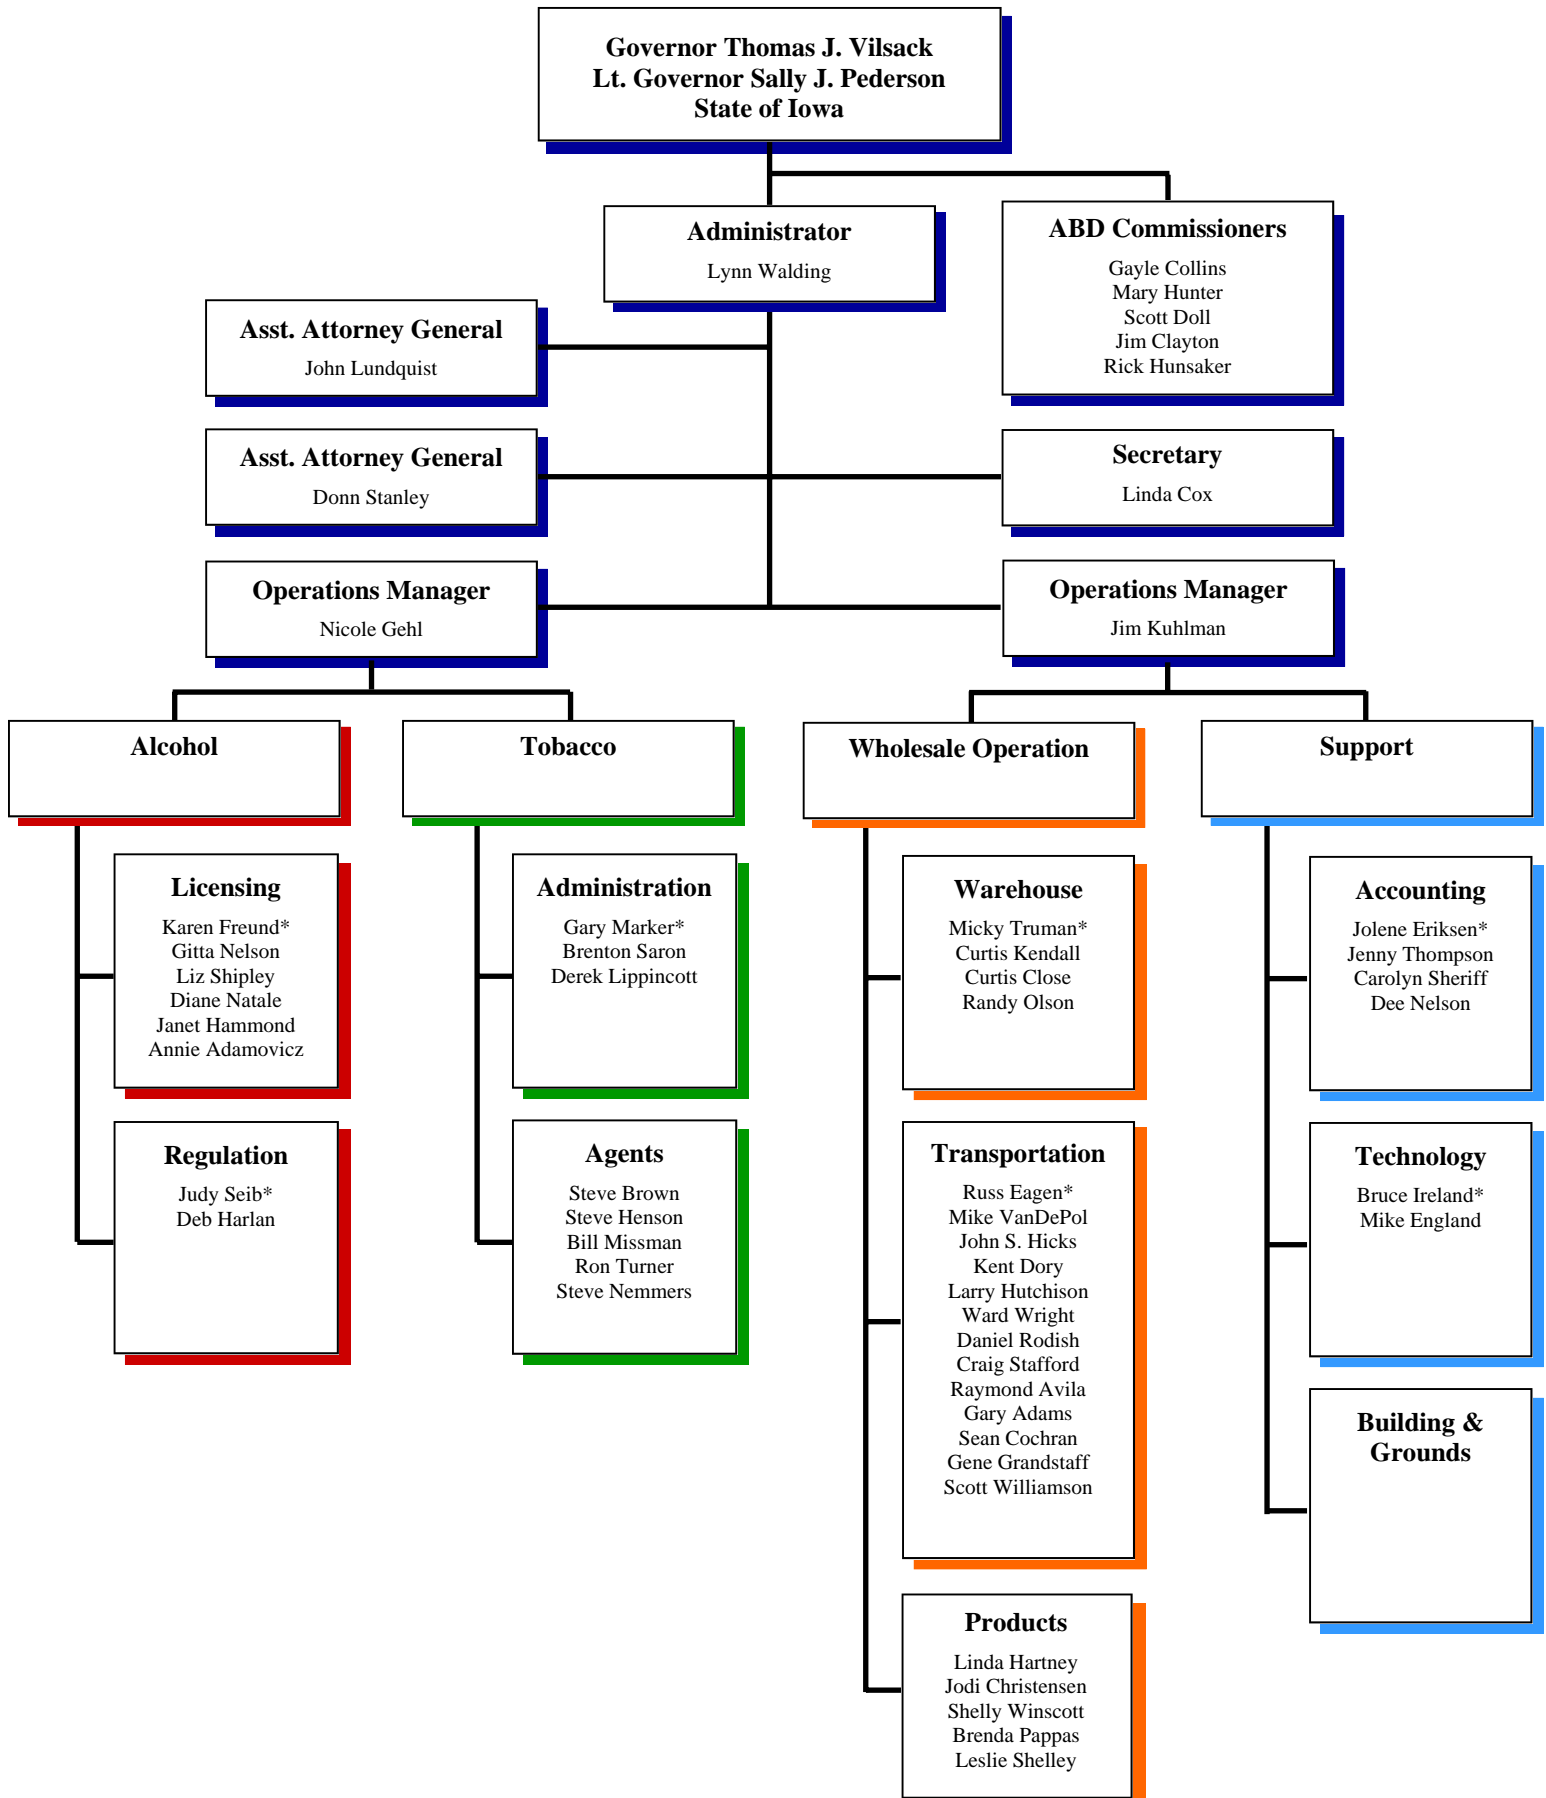 Governor Thomas J. Vilsack
Lt. Governor Sally J. Pederson
State of Iowa
Administrator
Lynn Walding
ABD Commissioners
Gayle Collins
Mary Hunter
Scott Doll
Jim Clayton
Rick Hunsaker
Asst. Attorney General
John Lundquist
Asst. Attorney General
Donn Stanley
Secretary
Linda Cox
Operations Manager
Nicole Gehl
Operations Manager
Jim Kuhlman
Alcohol
Tobacco
Wholesale Operation
Support
Licensing
Karen Freund*
Gitta Nelson
Liz Shipley
Diane Natale
Janet Hammond
Annie Adamovicz
Administration
Gary Marker*
Brenton Saron
Derek Lippincott
Warehouse
Micky Truman*
Curtis Kendall
Curtis Close
Randy Olson
Accounting
Jolene Eriksen*
Jenny Thompson
Carolyn Sheriff
Dee Nelson
Regulation
Judy Seib*
Deb Harlan
Agents
Steve Brown
Steve Henson
Bill Missman
Ron Turner
Steve Nemmers
Transportation
Russ Eagen*
Mike VanDePol
John S. Hicks
Kent Dory
Larry Hutchison
Ward Wright
Daniel Rodish
Craig Stafford
Raymond Avila
Gary Adams
Sean Cochran
Gene Grandstaff
Scott Williamson
Technology
Bruce Ireland*
Mike England
Building &
Grounds
Products
Linda Hartney
Jodi Christensen
Shelly Winscott
Brenda Pappas
Leslie Shelley